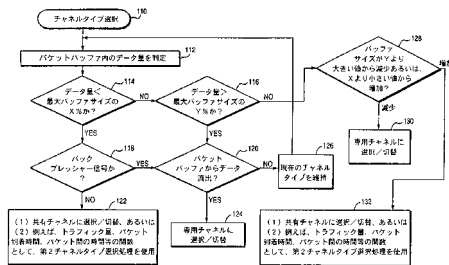 チャネルタイプ選択
110
パケットバッファ内のデータ量を判定
112
データ量<
最大バッファサイズの
X%か?
114
NO
YES
データ量>
最大バッファサイズの
Y%か?
116
NO
YES
バッファ
サイズがYより
大きい値から減少あるいは、
Xより小さい値から
増加?
128
増加
減少
専用チャネルに
選択/切替
130
バック
プレッシャー信号か
?
118
YES
NO
パケット
バッファからデータ
流出?
120
NO
YES
現在のチャネル
タイプを維持
126
122
(1)共有チャネルに選択/切替、あるいは
(2)例えば、トラフィック量、パケット
到着時間、パケット間の時間等の関数
として、第2チャネルタイプ選択処理を使用
専用チャネルに
選択/切替
124
132
(1)共有チャネルに選択/切替、あるいは
(2)例えば、トラフィック量、パケット
到着時間、パケット間の時間等の関数
として、第2チャネルタイプ選択処理を使用